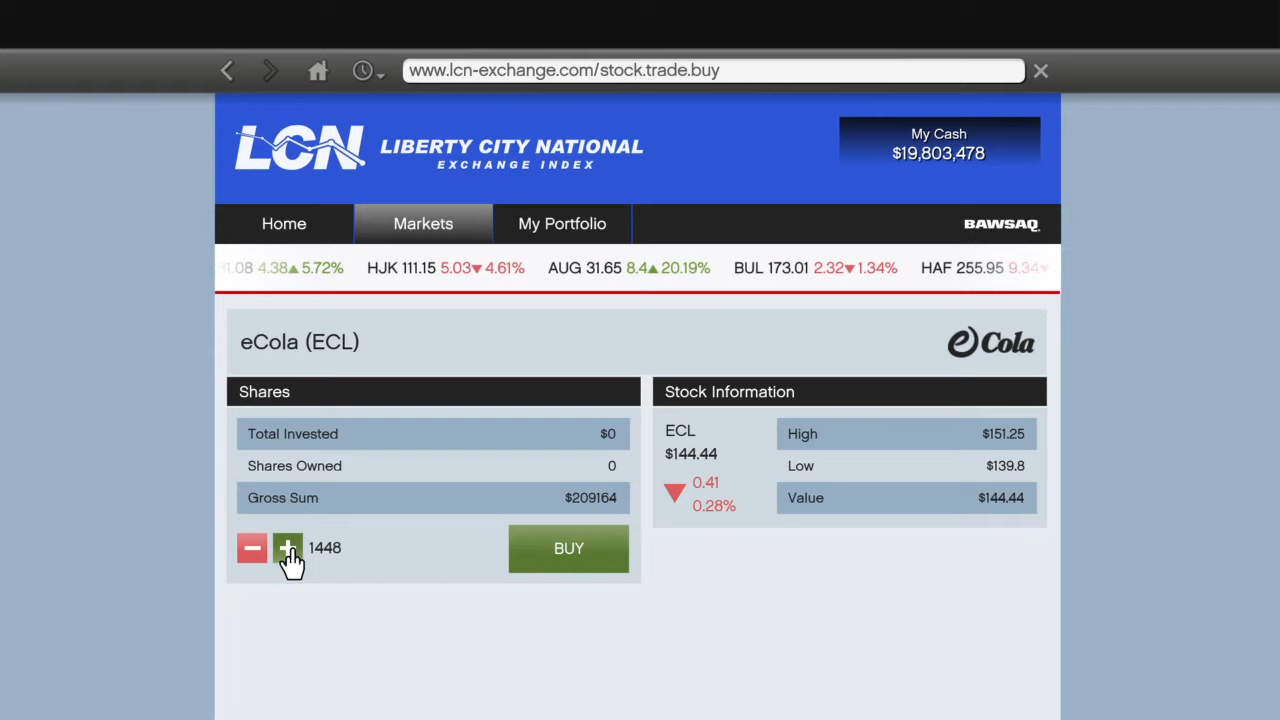 www.lcn-exchange.com/stock.trade.buy
LCN LIBERTY CITY NATIONAL
EXCHANGE INDEX
My Cash
$19,803,478
Home Markets My Portfolio BAWSAQ
1.08 4.38▲5.72% HJK 111.15 5.03▼4.61% AUG 31.65 8.4▲20.19% BUL 173.01 2.32▼1.34% HAF 255.95 9.34▼
eCola (ECL) eCola
Shares
Total Invested $0
Shares Owned 0
Gross Sum $209164
− + 1448 BUY
Stock Information
ECL
$144.44
▼ 0.41
0.28%
High $151.25
Low $139.8
Value $144.44